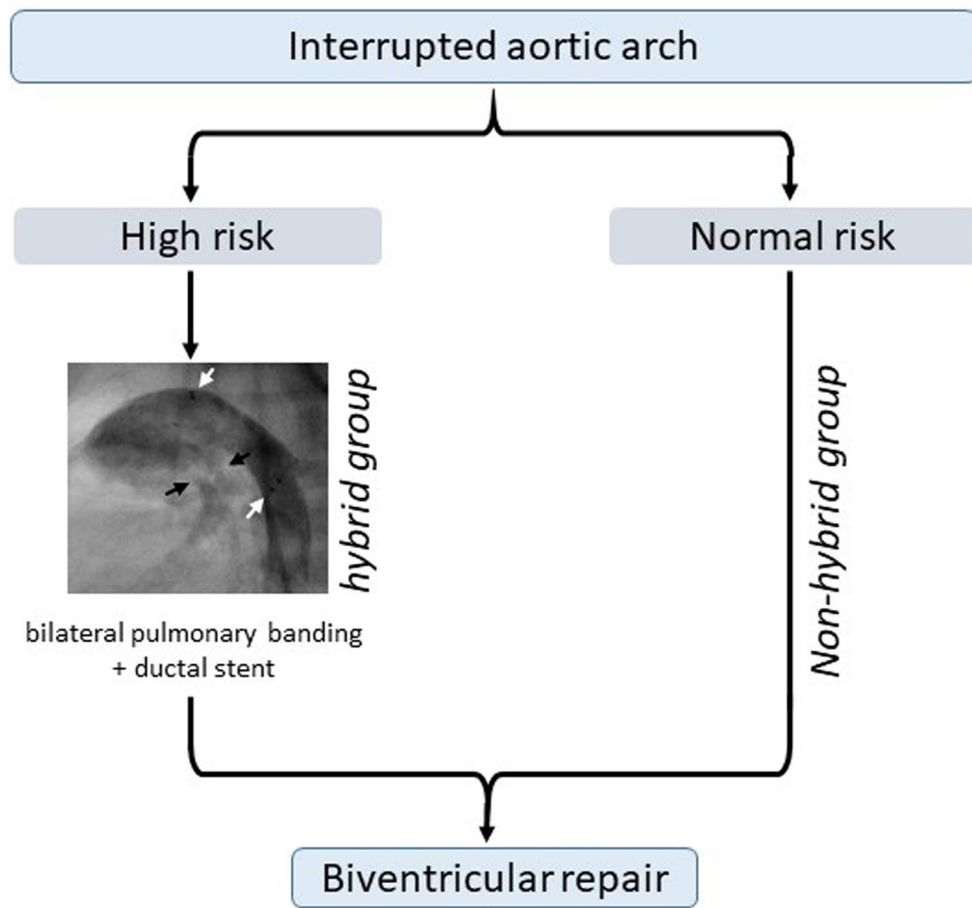 Interrupted aortic arch
High risk
Normal risk
hybrid group
Non-hybrid group
bilateral pulmonary banding
+ ductal stent
Biventricular repair